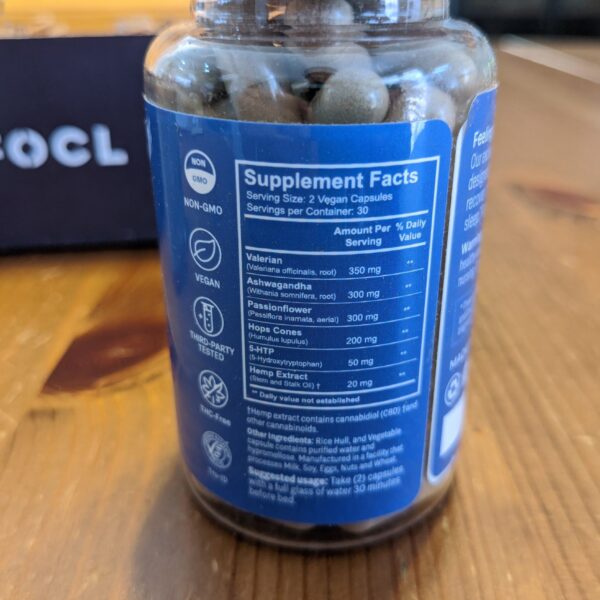 OCL
NON
GMO
NON-GMO
VEGAN
THIRD-PARTY
TESTED
THC-Free
Supplement Facts
Serving Size: 2 Vegan Capsules
Servings per Container: 30
Amount Per Serving % Daily Value
Valerian
(Valeriana officinalis, root) 350 mg **
Ashwagandha
(Withania somnifera, root) 300 mg **
Passionflower
(Passiflora inarnata, aerial) 300 mg **
Hops Cones
(Humulus lupulus) 200 mg **
5-HTP
(5-Hydroxytryptophan) 50 mg **
Hemp Extract
(Stem and Stalk Oil) † 20 mg **
** Daily value not established
†Hemp extract contains cannabidiol (CBD) †and
other cannabinoids.
Other Ingredients: Rice Hull, and Vegetable
capsule contains purified water and
hypromellose. Manufactured in a facility that
processes Milk, Soy, Eggs, Nuts and Wheat.
Suggested usage: Take (2) capsules
with a full glass of water 30 minutes
before bed.
Our
sleep